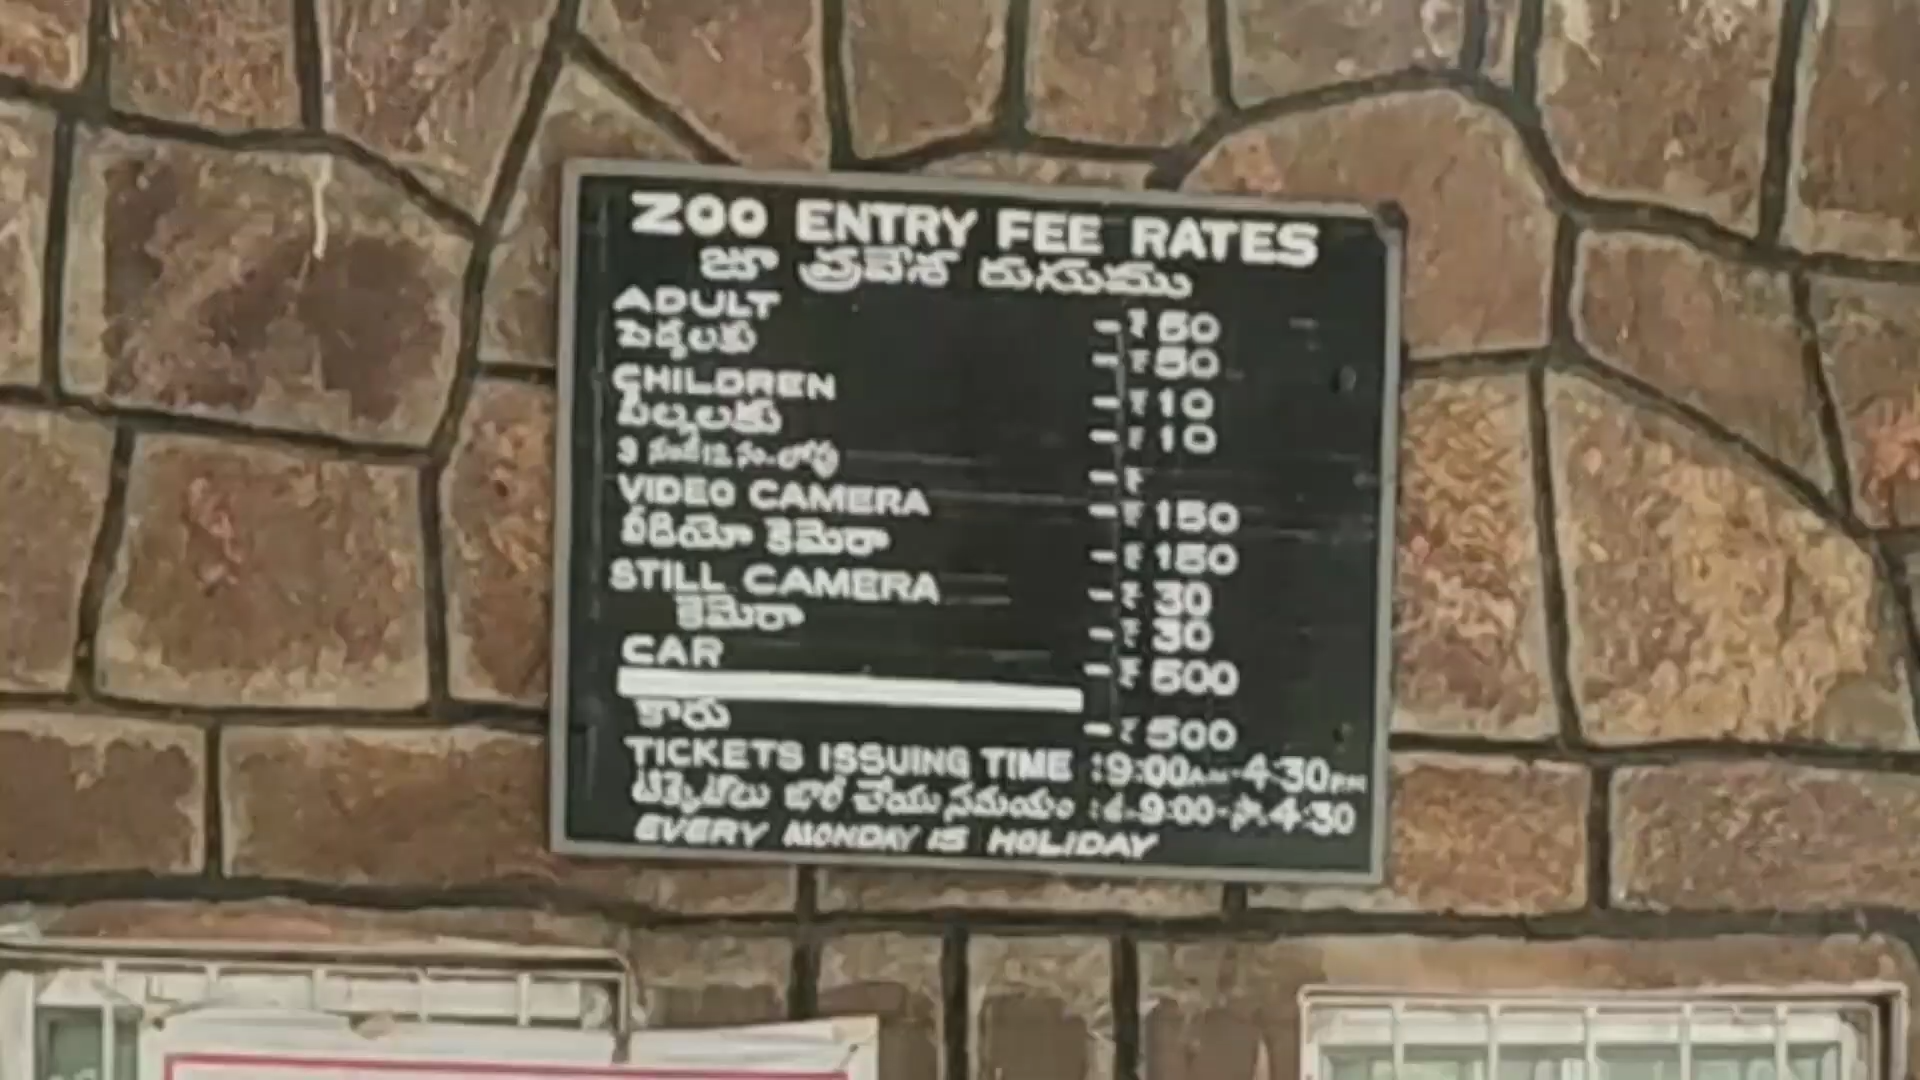 ZOO ENTRY FEE RATES
జూ ప్రవేశ రుసుము
ADULT - ₹ 50
పెద్దలకు - ₹ 50
CHILDREN - ₹ 10
పిల్లలకు - ₹ 10
3 నుండి 12 సం. లోపు - ₹
VIDEO CAMERA - ₹ 150
వీడియో కెమెరా - ₹ 150
STILL CAMERA - ₹ 30
కెమెరా - ₹ 30
CAR - ₹ 500
కారు - ₹ 500
TICKETS ISSUING TIME : 9:00AM-4:30PM
టిక్కెట్లు జారీ చేయు సమయం : ఉ-9:00-సా.4:30
EVERY MONDAY IS HOLIDAY